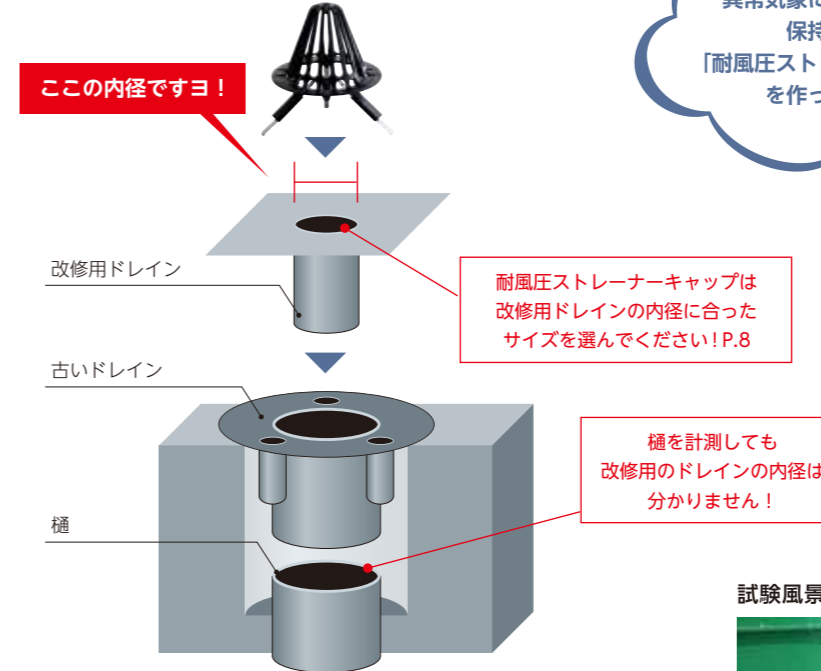 異常気象に
保持
「耐風圧スト
を作っ
ここの内径ですヨ！
改修用ドレイン
耐風圧ストレーナーキャップは
改修用ドレインの内径に合った
サイズを選んでください！P.8
古いドレイン
樋を計測しても
改修用のドレインの内径は
分かりません！
樋
試験風景